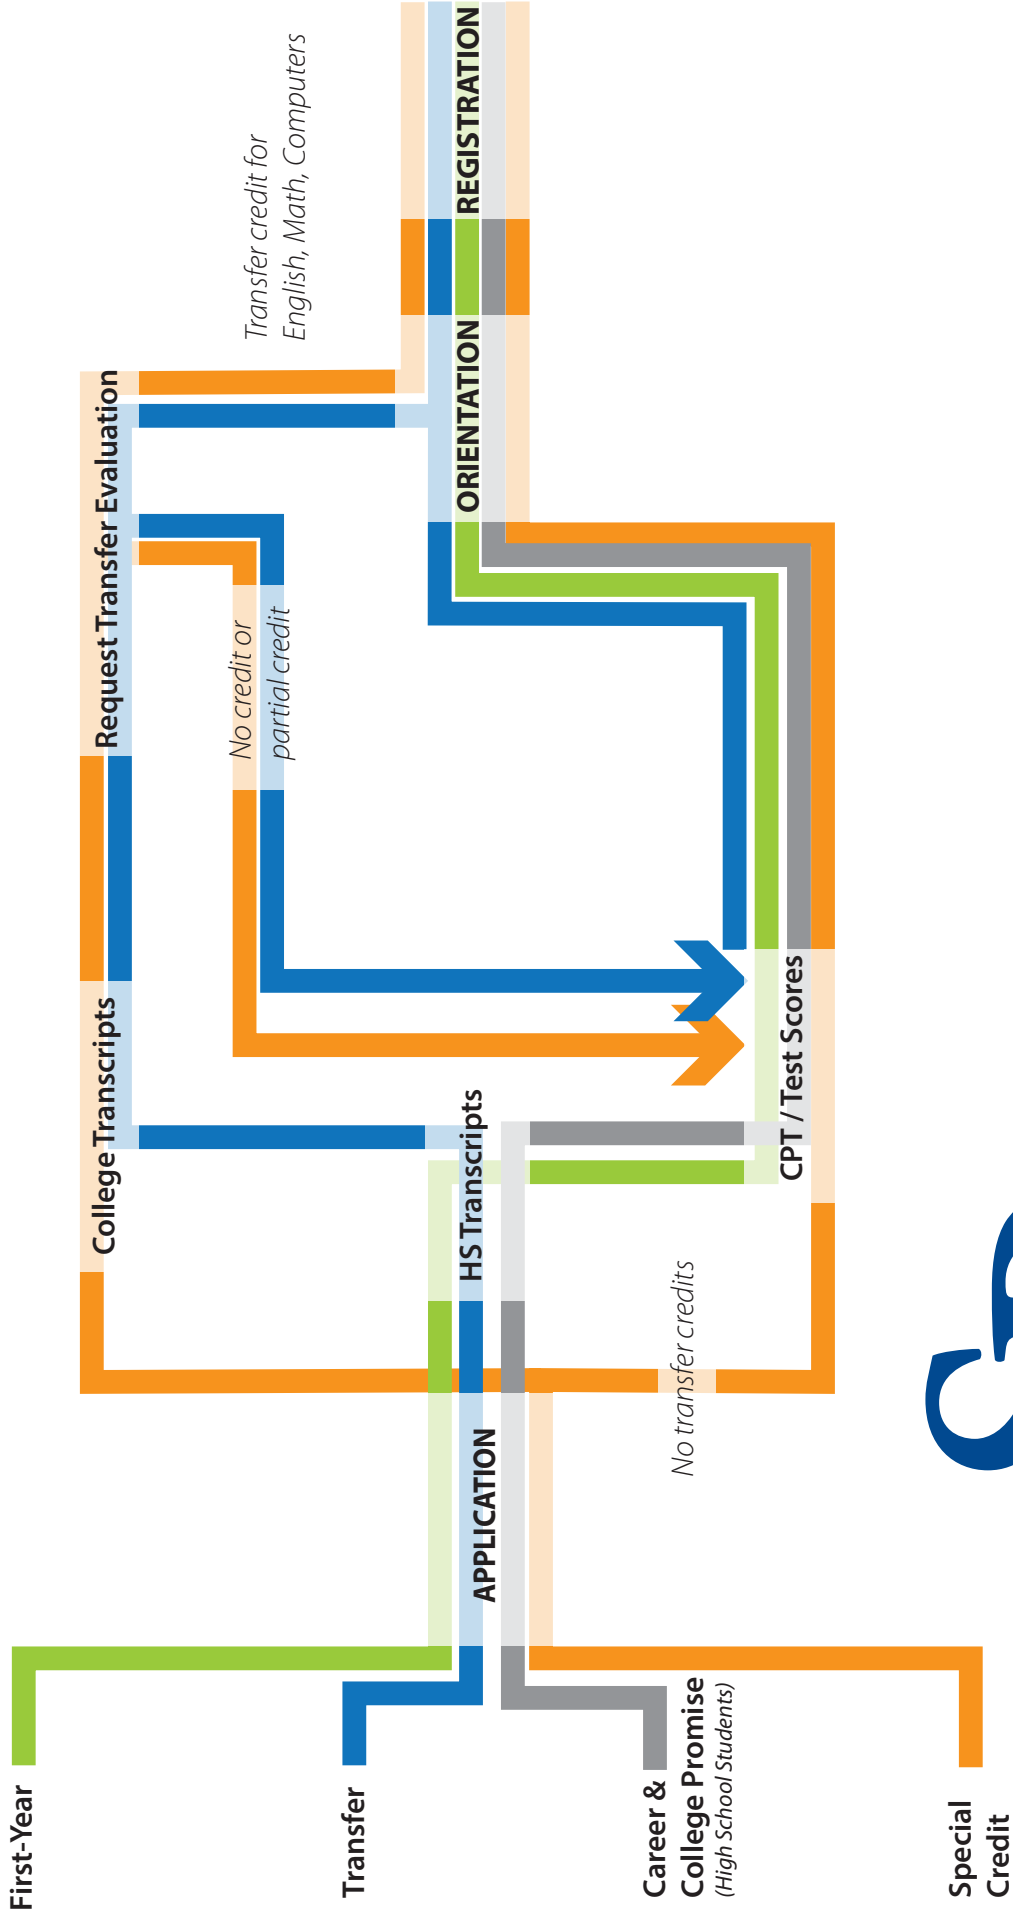 First-Year
Transfer
Career &
College Promise
(High School Students)
Special
Credit
APPLICATION
HS Transcripts
College Transcripts
Request Transfer Evaluation
No credit or
partial credit
Transfer credit for
English, Math, Computers
No transfer credits
CPT / Test Scores
ORIENTATION
REGISTRATION